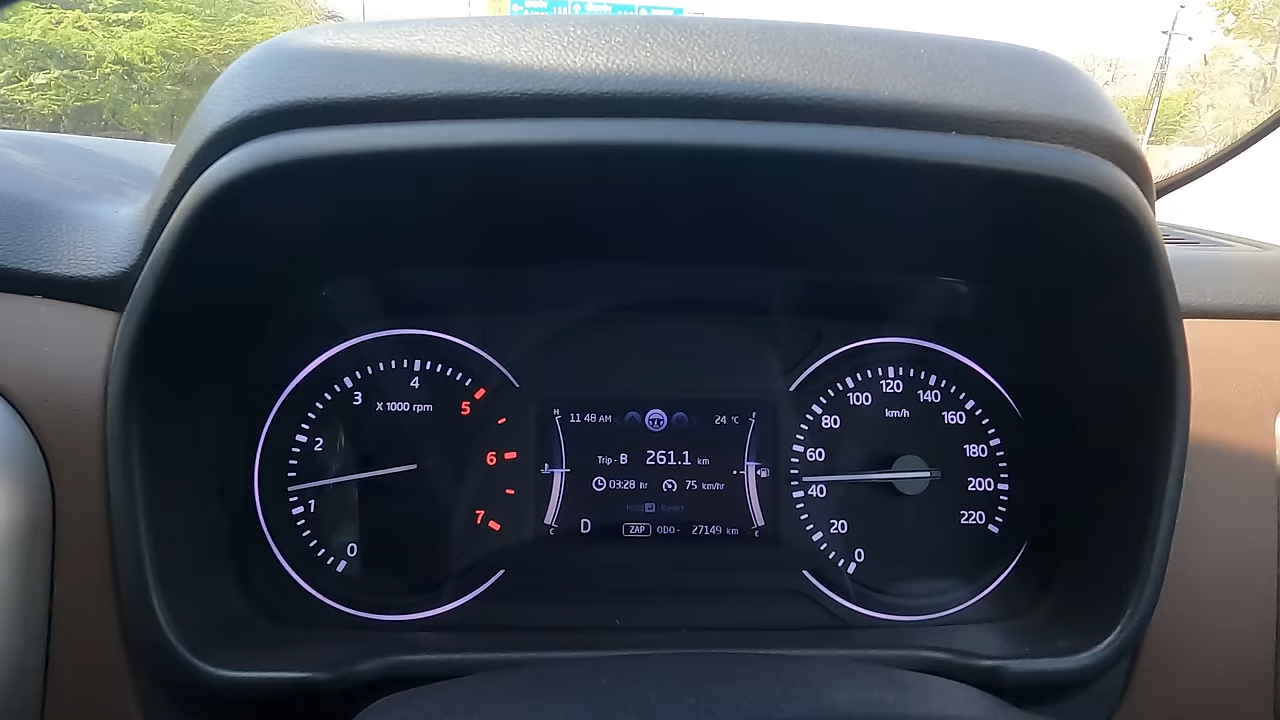 11:48 AM
24 °C
H
F
Trip - B 261.1 km
03:28 hr 75 km/hr
Hold Reset
C
D
ZAP ODO - 27149 km
E
0
1
2
3
4
5
6
7
X 1000 rpm
0
20
40
60
80
100
120
140
160
180
200
220
km/h